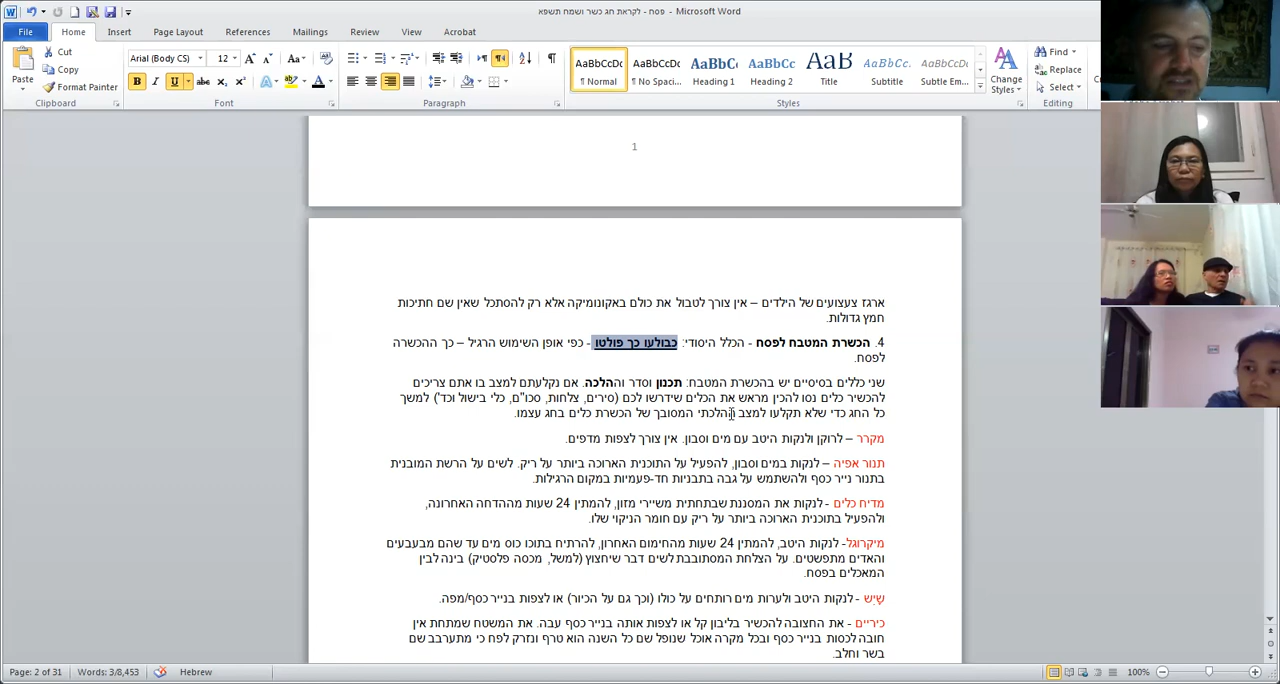 פסח - לקראת חג כשר ושמח תשפא - Microsoft Word
File Home Insert Page Layout References Mailings Review View Acrobat
Paste
Cut
Copy
Format Painter
Clipboard
Arial (Body CS) 12
Font
Paragraph
AaBbCcDc AaBbCcDc AaBbC AaBbCc AaB AaBbCc. AaBbCcDc
¶ Normal ¶ No Spaci... Heading 1 Heading 2 Title Subtitle Subtle Em...
Styles
Change Styles
Find
Replace
Select
Editing
1
ארגז צעצועים של הילדים – אין צורך לטבול את כולם באקונומיקה אלא רק להסתכל שאין שם חתיכות
חמץ גדולות.
4. הכשרת המטבח לפסח - הכלל היסודי: כבולעו כך פולטו - כפי אופן השימוש הרגיל – כך ההכשרה
לפסח.
שני כללים בסיסיים יש בהכשרת המטבח: תכנון וסדר והלכה. אם נקלעתם למצב בו אתם צריכים
להכשיר כלים נסו להכין מראש את הכלים שידרשו לכם (סירים, צלחות, סכו"ם, כלי בישול וכד') למשך
כל החג כדי שלא תקלעו למצב בהלכתי המסובך של הכשרת כלים בחג עצמו.
מקרר – לרוקן ולנקות היטב עם מים וסבון. אין צורך לצפות מדפים.
תנור אפיה – לנקות במים וסבון, להפעיל על התוכנית הארוכה ביותר על ריק. לשים על הרשת המובנית
בתנור נייר כסף ולהשתמש על גבה בתבניות חד-פעמיות במקום הרגילות.
מדיח כלים - לנקות את המסננת שבתחתית משיירי מזון, להמתין 24 שעות מההדחה האחרונה,
ולהפעיל בתוכנית הארוכה ביותר על ריק עם חומר הניקוי שלו.
מיקרוגל- לנקות היטב, להמתין 24 שעות מהחימום האחרון, להרתיח בתוכו כוס מים עד שהם מבעבעים
והאדים מתפשטים. על הצלחת המסתובבת לשים דבר שיחצוץ (למשל, מכסה פלסטיק) בינה לבין
המאכלים בפסח.
שָיִש - לנקות היטב ולערות מים רותחים על כולו (וכך גם על הכיור) או לצפות בנייר כסף/מפה.
כיריים - את החצובה להכשיר בליבון קל או לצפות אותה בנייר כסף עבה. את המשטח שמתחת אין
חובה לכסות בנייר כסף ובכל מקרה אוכל שנופל שם כל השנה הוא טרף ונזרק לפח כי מתערבב שם
בשר וחלב.
Page: 2 of 31 Words: 3/8,453 Hebrew 100%